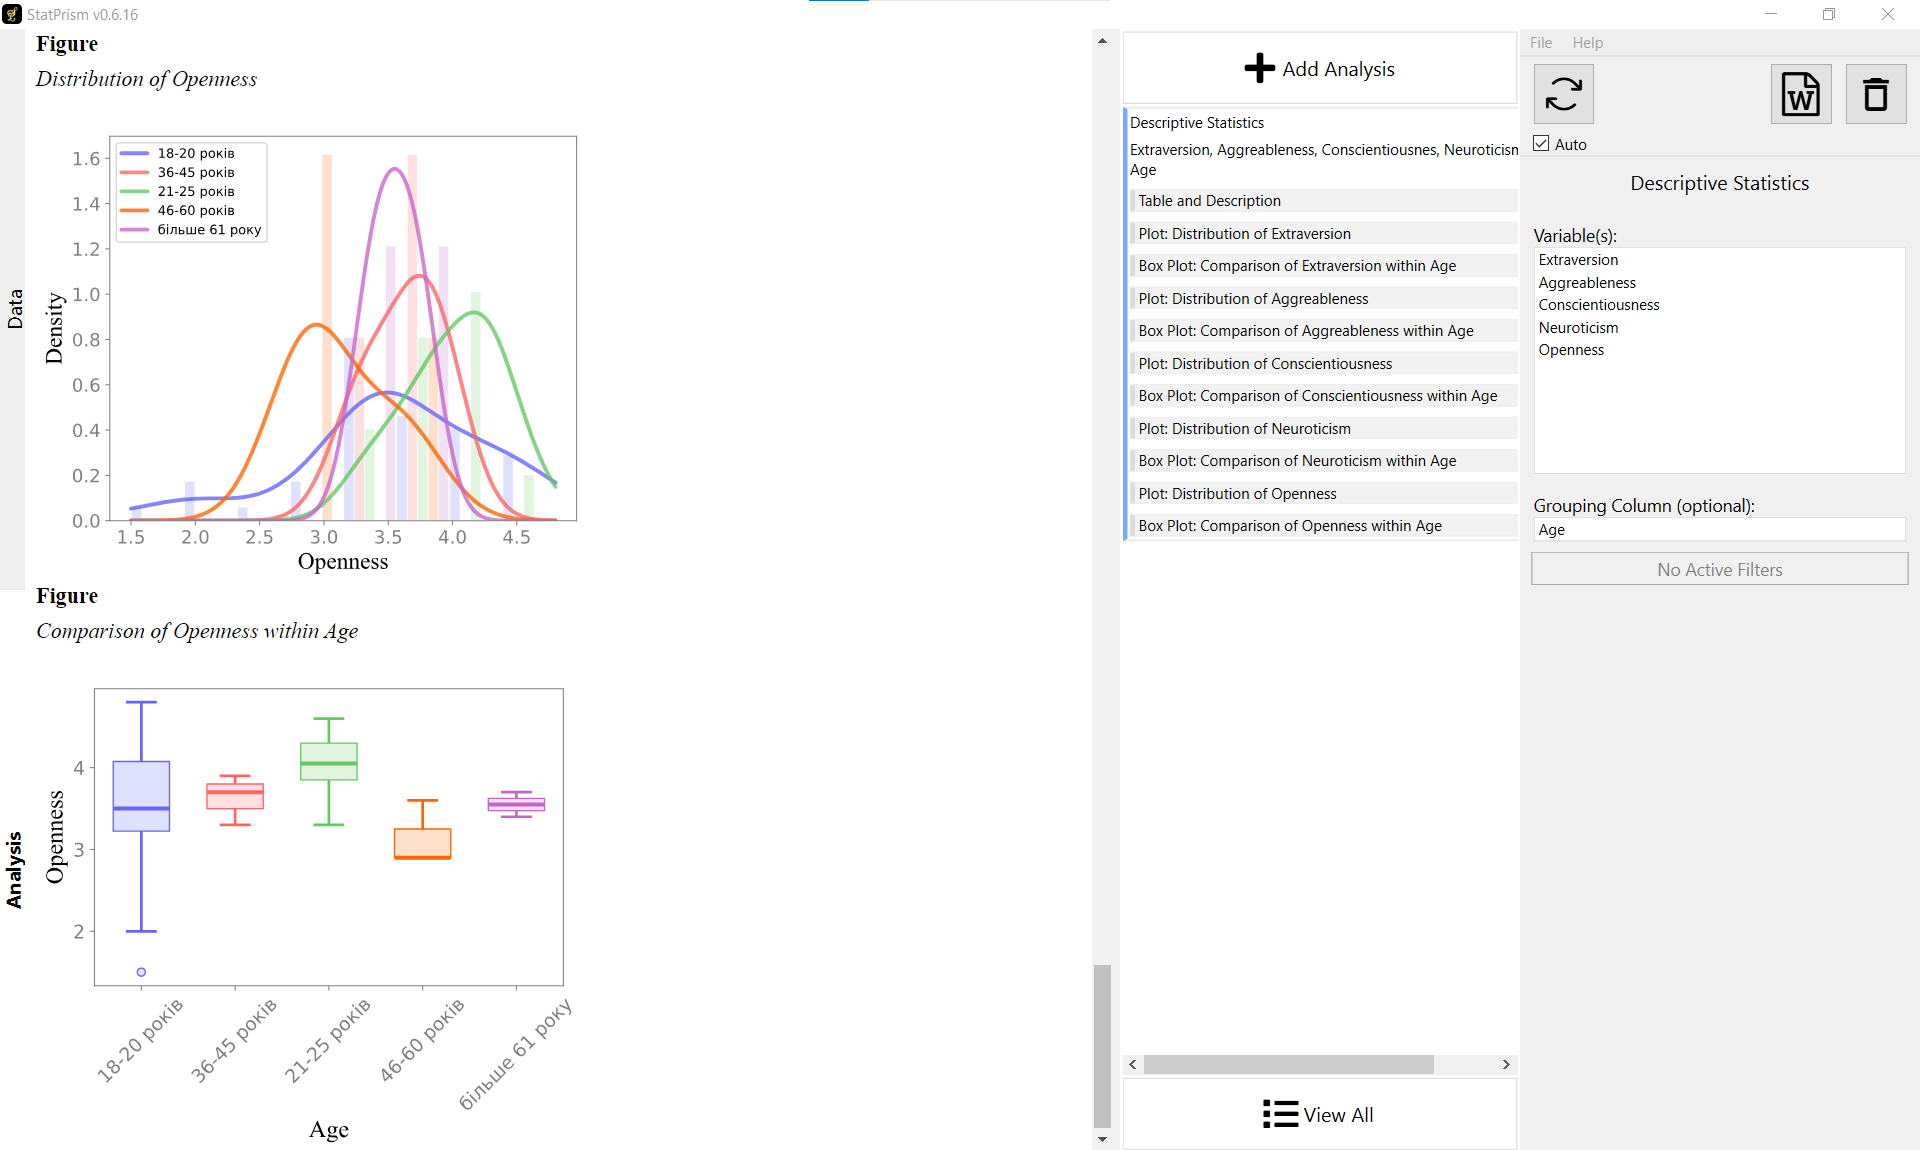 StatPrism v0.6.16
Figure
Distribution of Openness
18-20 років
36-45 років
21-25 років
46-60 років
більше 61 року
1.6
1.4
1.2
1.0
0.8
0.6
0.4
0.2
0.0
Density
1.5 2.0 2.5 3.0 3.5 4.0 4.5
Openness
Figure
Comparison of Openness within Age
4
3
2
Openness
18-20 років
36-45 років
21-25 років
46-60 років
більше 61 року
Age
Data
Analysis
Add Analysis
Descriptive Statistics
Extraversion, Aggreableness, Conscientiousnes, Neuroticism
Age
Table and Description
Plot: Distribution of Extraversion
Box Plot: Comparison of Extraversion within Age
Plot: Distribution of Aggreableness
Box Plot: Comparison of Aggreableness within Age
Plot: Distribution of Conscientiousness
Box Plot: Comparison of Conscientiousness within Age
Plot: Distribution of Neuroticism
Box Plot: Comparison of Neuroticism within Age
Plot: Distribution of Openness
Box Plot: Comparison of Openness within Age
View All
File Help
W
Auto
Descriptive Statistics
Variable(s):
Extraversion
Aggreableness
Conscientiousness
Neuroticism
Openness
Grouping Column (optional):
Age
No Active Filters